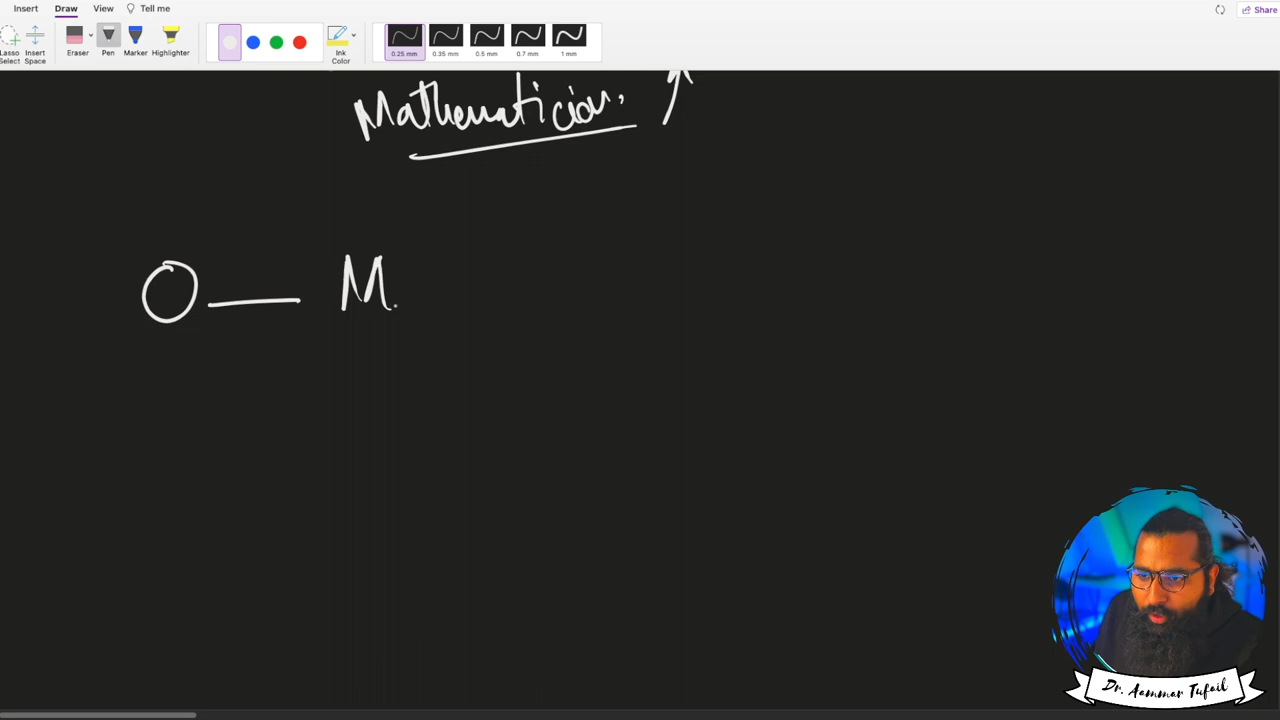 Insert Draw View Tell me
Share
Lasso Select
Insert Space
Eraser
Pen
Marker
Highlighter
Ink Color
0.25 mm
0.35 mm
0.5 mm
0.7 mm
1 mm
Mathematician,
O — M
Dr. Aammar Tufail